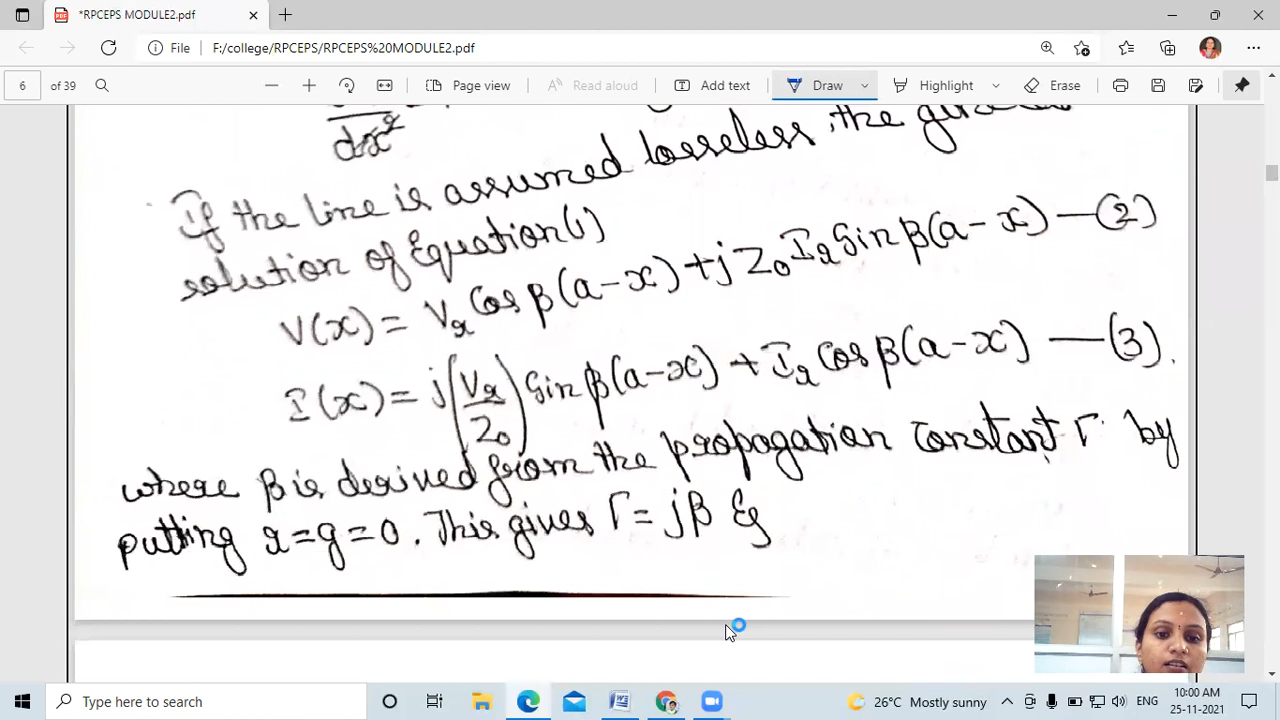 *RPCEPS MODULE2.pdf
File
F:/college/RPCEPS/RPCEPS%20MODULE2.pdf
6 of 39
Page view
Read aloud
Add text
Draw
Highlight
Erase
dx²
If the line is assumed lossless, the
solution of Equation(1)
V(x) = Vr Cos β(a-x) + j Z₀ Ir Sin β(a-x) —(2)
I(x) = j(Vr/Z₀) Sin β(a-x) + Ir Cos β(a-x) —(3).
where β is derived from the propagation constant Γ by
putting r=g=0. This gives Γ = jβ &
Type here to search
26°C Mostly sunny
ENG
10:00 AM
25-11-2021